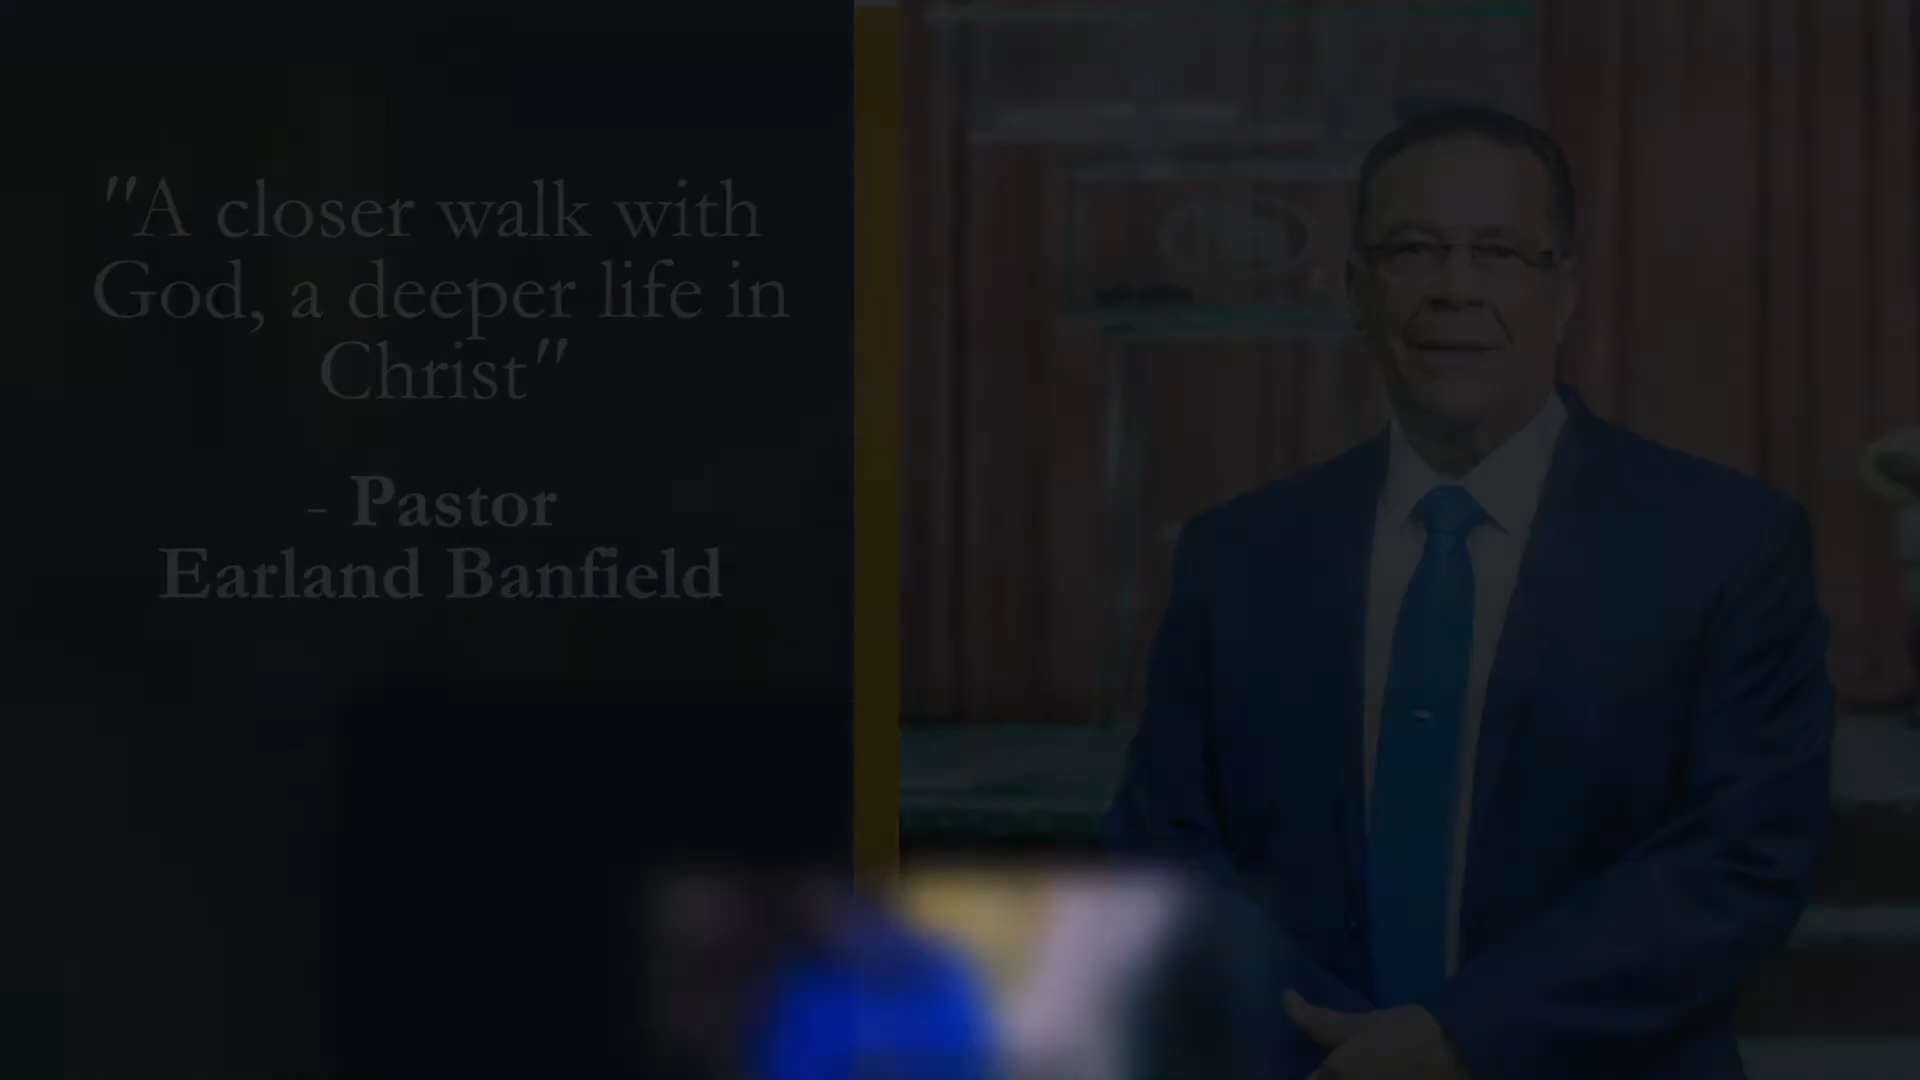 "A closer walk with
God, a deeper life in
Christ"
- Pastor
Earland Banfield